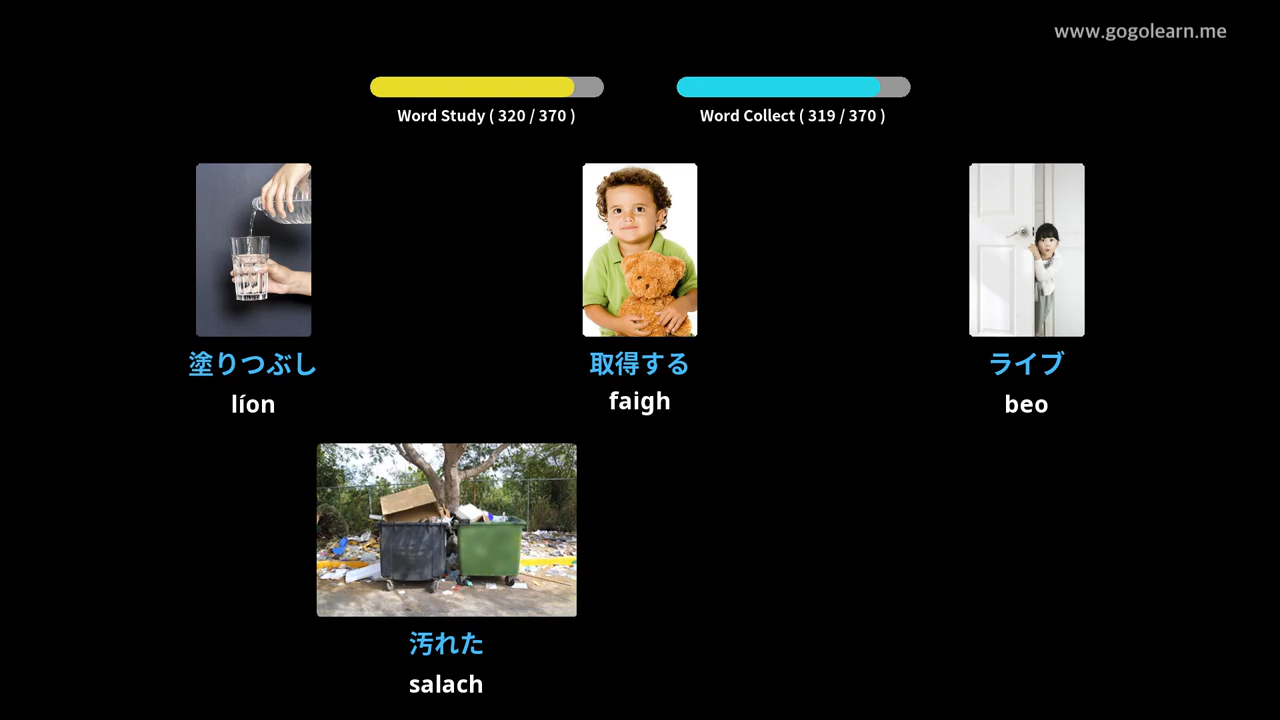 www.gogolearn.me
Word Study ( 320 / 370 )
Word Collect ( 319 / 370 )
塗りつぶし
líon
取得する
faigh
ライブ
beo
汚れた
salach